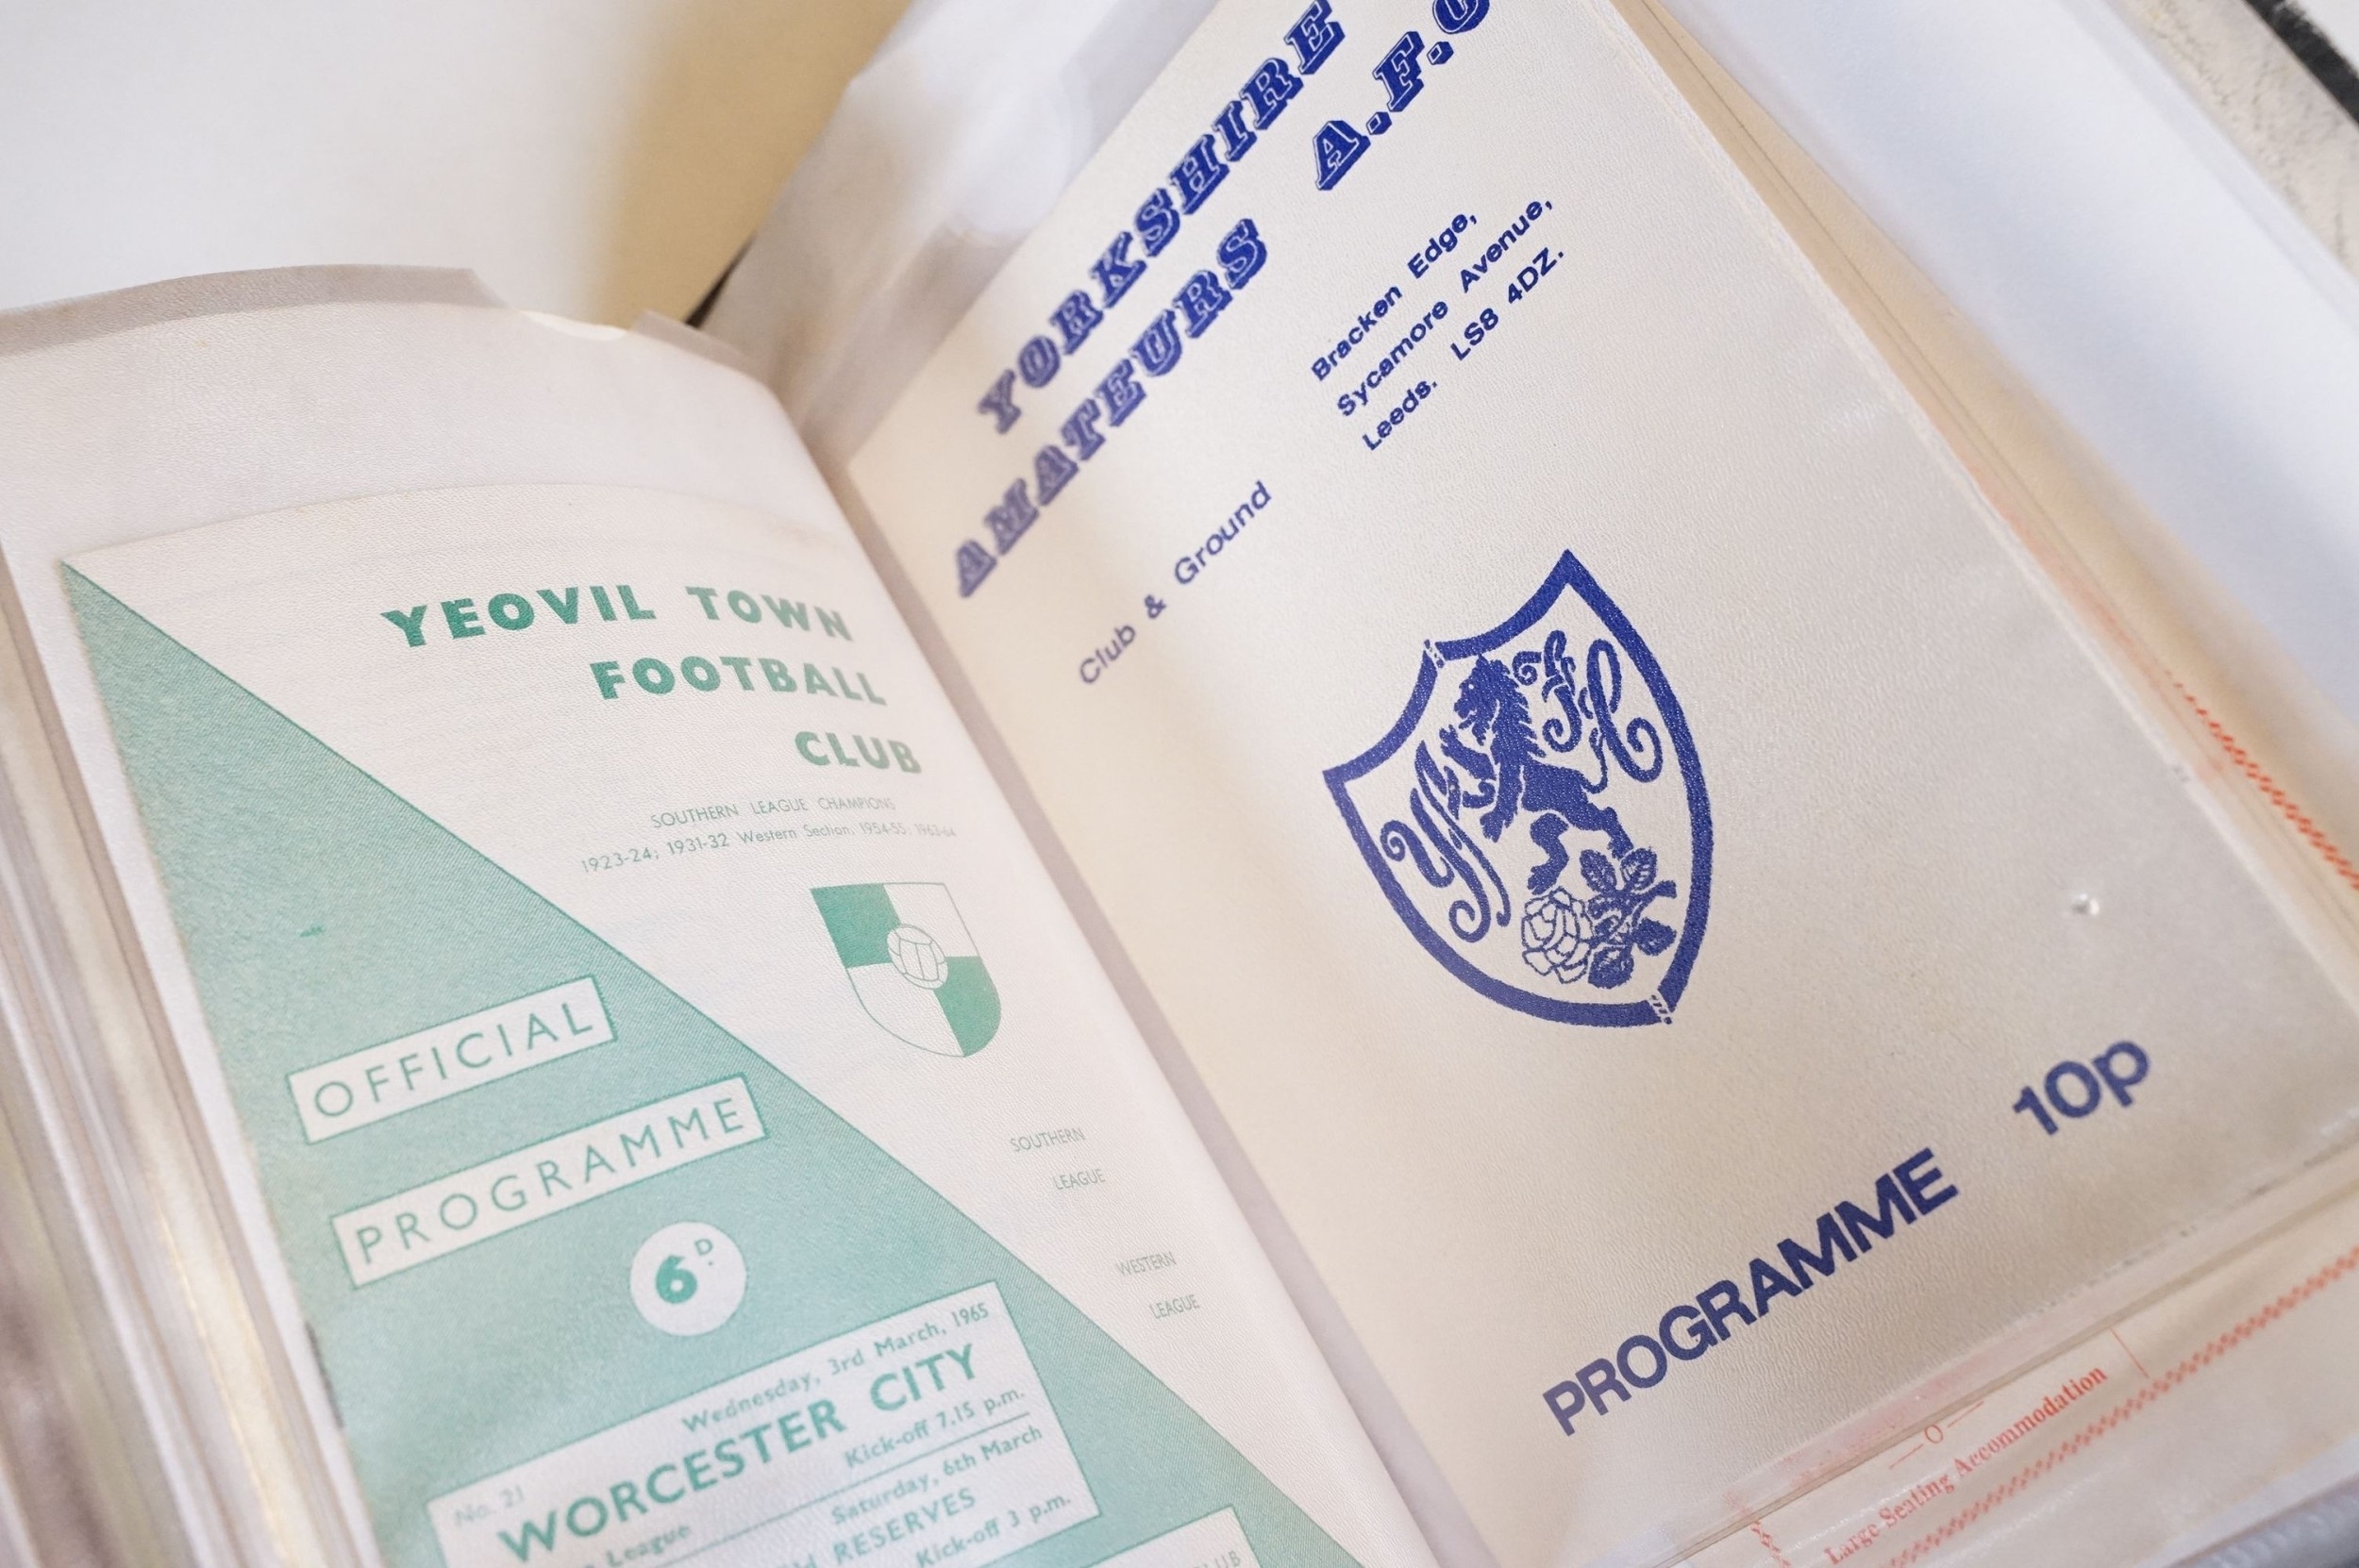 YEOVIL TOWN
FOOTBALL
CLUB
SOUTHERN LEAGUE CHAMPIONS
1923-24; 1931-32 Western Section, 1954-55, 1963-64
OFFICIAL
PROGRAMME
6D.
SOUTHERN
LEAGUE
WESTERN
LEAGUE
Wednesday, 3rd March, 1965
No. 21
WORCESTER CITY
Kick-off 7.15 p.m.
League
Saturday, 6th March
RESERVES
Kick-off 3 p.m.
YORKSHIRE
AMATEURS A.F.C
Club & Ground
Bracken Edge,
Sycamore Avenue,
Leeds. LS8 4DZ.
Y
FC
PROGRAMME 10p
Large Seating Accommodation